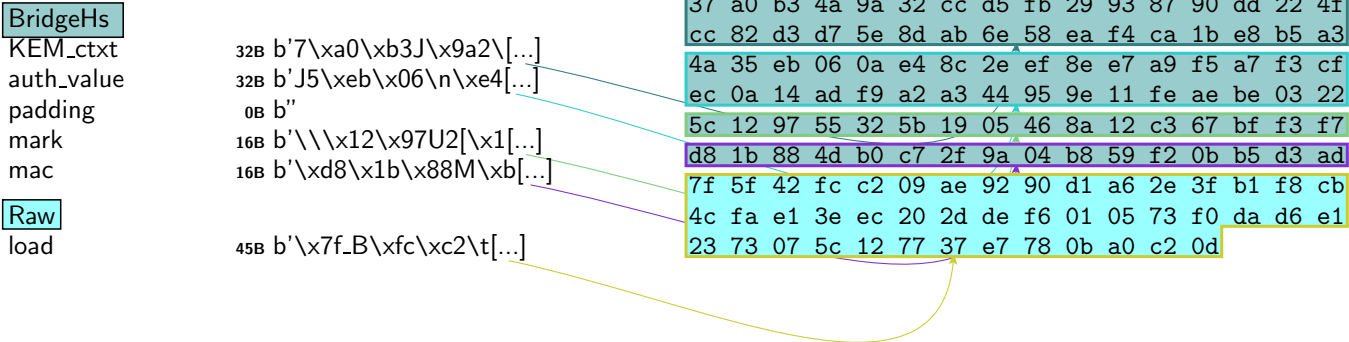 BridgeHs
KEM_ctxt 32B b'7\xa0\xb3J\x9a2\[...]
auth_value 32B b'J5\xeb\x06\n\xe4[...]
padding 0B b''
mark 16B b'\\\x12\x97U2[\x1[...]
mac 16B b'\xd8\x1b\x88M\xb[...]
Raw
load 45B b'\x7f_B\xfc\xc2\t[...]
37 a0 b3 4a 9a 32 cc d5 fb 29 93 87 90 dd 22 4f
cc 82 d3 d7 5e 8d ab 6e 58 ea f4 ca 1b e8 b5 a3
4a 35 eb 06 0a e4 8c 2e ef 8e e7 a9 f5 a7 f3 cf
ec 0a 14 ad f9 a2 a3 44 95 9e 11 fe ae be 03 22
5c 12 97 55 32 5b 19 05 46 8a 12 c3 67 bf f3 f7
d8 1b 88 4d b0 c7 2f 9a 04 b8 59 f2 0b b5 d3 ad
7f 5f 42 fc c2 09 ae 92 90 d1 a6 2e 3f b1 f8 cb
4c fa e1 3e ec 20 2d de f6 01 05 73 f0 da d6 e1
23 73 07 5c 12 77 37 e7 78 0b a0 c2 0d